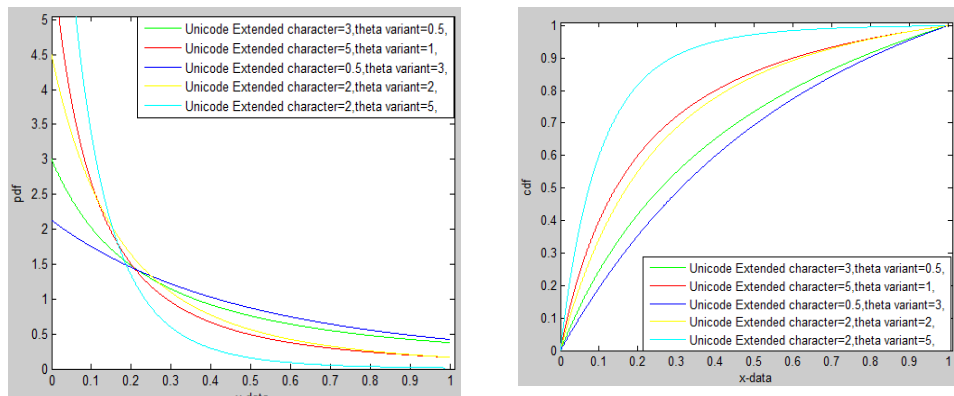 5
4.5
4
3.5
3
2.5
2
1.5
1
0.5
0
pdf
Unicode Extended character=3,theta variant=0.5,
Unicode Extended character=5,theta variant=1,
Unicode Extended character=0.5,theta variant=3,
Unicode Extended character=2,theta variant=2,
Unicode Extended character=2,theta variant=5,
0 0.1 0.2 0.3 0.4 0.5 0.6 0.7 0.8 0.9 1
1
0.9
0.8
0.7
0.6
0.5
0.4
0.3
0.2
0.1
0
cdf
Unicode Extended character=3,theta variant=0.5,
Unicode Extended character=5,theta variant=1,
Unicode Extended character=0.5,theta variant=3,
Unicode Extended character=2,theta variant=2,
Unicode Extended character=2,theta variant=5,
0 0.1 0.2 0.3 0.4 0.5 0.6 0.7 0.8 0.9 1
x-data